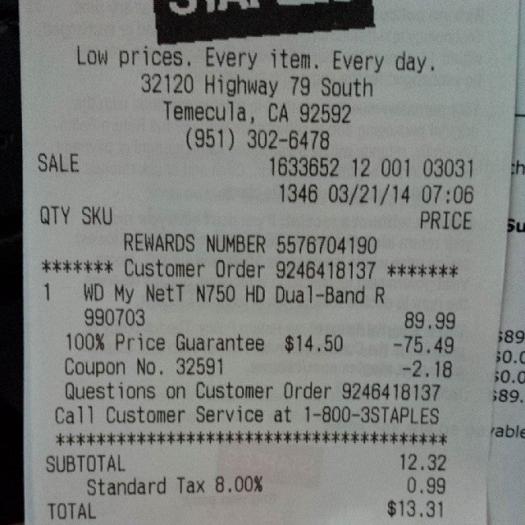 STAPLES
Low prices. Every item. Every day.
32120 Highway 79 South
Temecula, CA 92592
(951) 302-6478
SALE 1633652 12 001 03031
1346 03/21/14 07:06
QTY SKU PRICE
REWARDS NUMBER 5576704190
******* Customer Order 9246418137 *******
1 WD My NetT N750 HD Dual-Band R
990703 89.99
100% Price Guarantee $14.50 -75.49
Coupon No. 32591 -2.18
Questions on Customer Order 9246418137
Call Customer Service at 1-800-3STAPLES
***************************************
SUBTOTAL 12.32
Standard Tax 8.00% 0.99
TOTAL $13.31